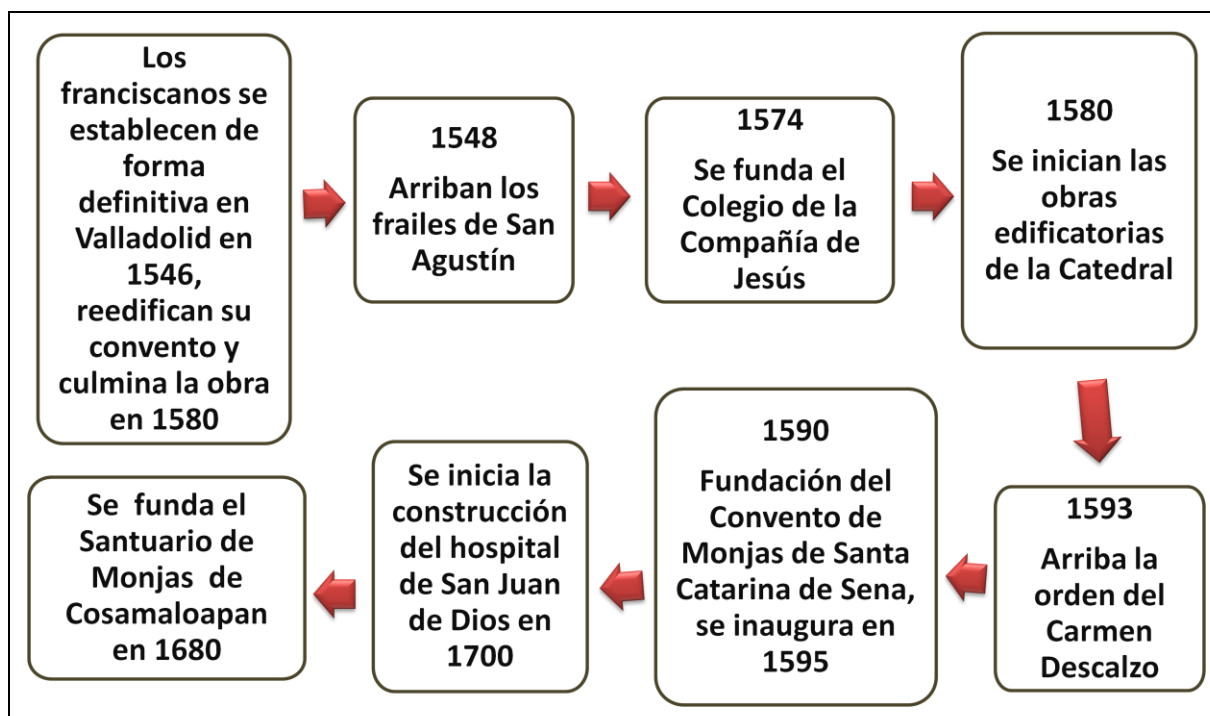 Los
franciscanos se
establecen de
forma
definitiva en
Valladolid en
1546,
reedifican su
convento y
culmina la obra
en 1580
1548
Arriban los
frailes de San
Agustín
1574
Se funda el
Colegio de la
Compañía de
Jesús
1580
Se inician las
obras
edificatorias
de la Catedral
1593
Arriba la
orden del
Carmen
Descalzo
1590
Fundación del
Convento de
Monjas de Santa
Catarina de Sena,
se inaugura en
1595
Se inicia la
construcción
del hospital
de San Juan
de Dios en
1700
Se funda el
Santuario de
Monjas de
Cosamaloapan
en 1680